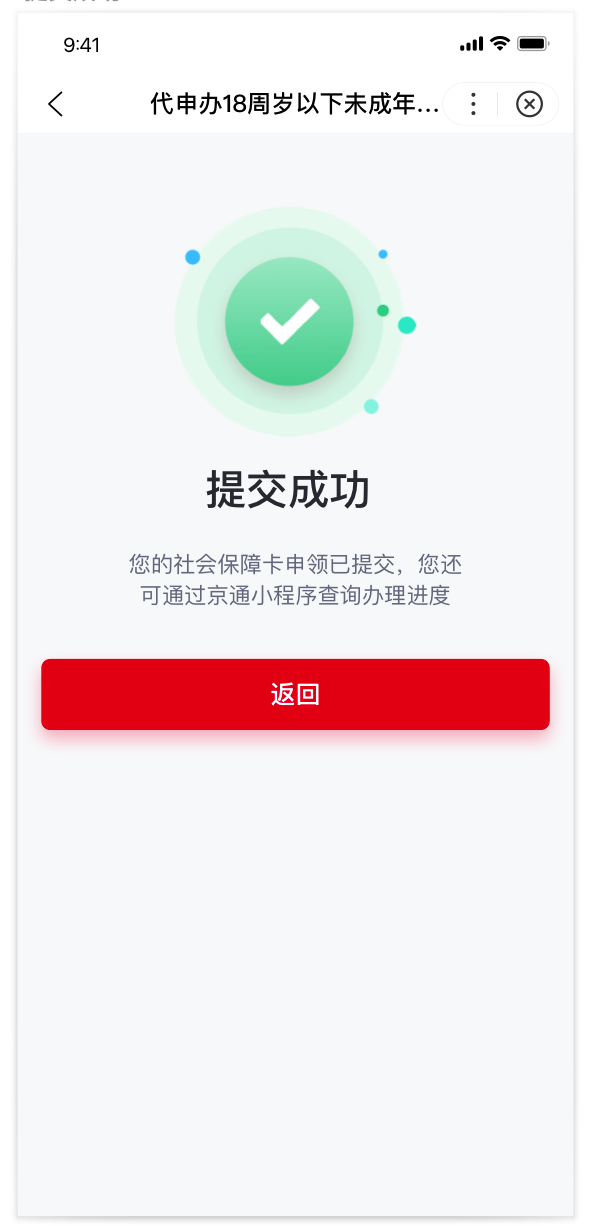 9:41
代申办18周岁以下未成年...
提交成功
您的社会保障卡申领已提交，您还
可通过京通小程序查询办理进度
返回